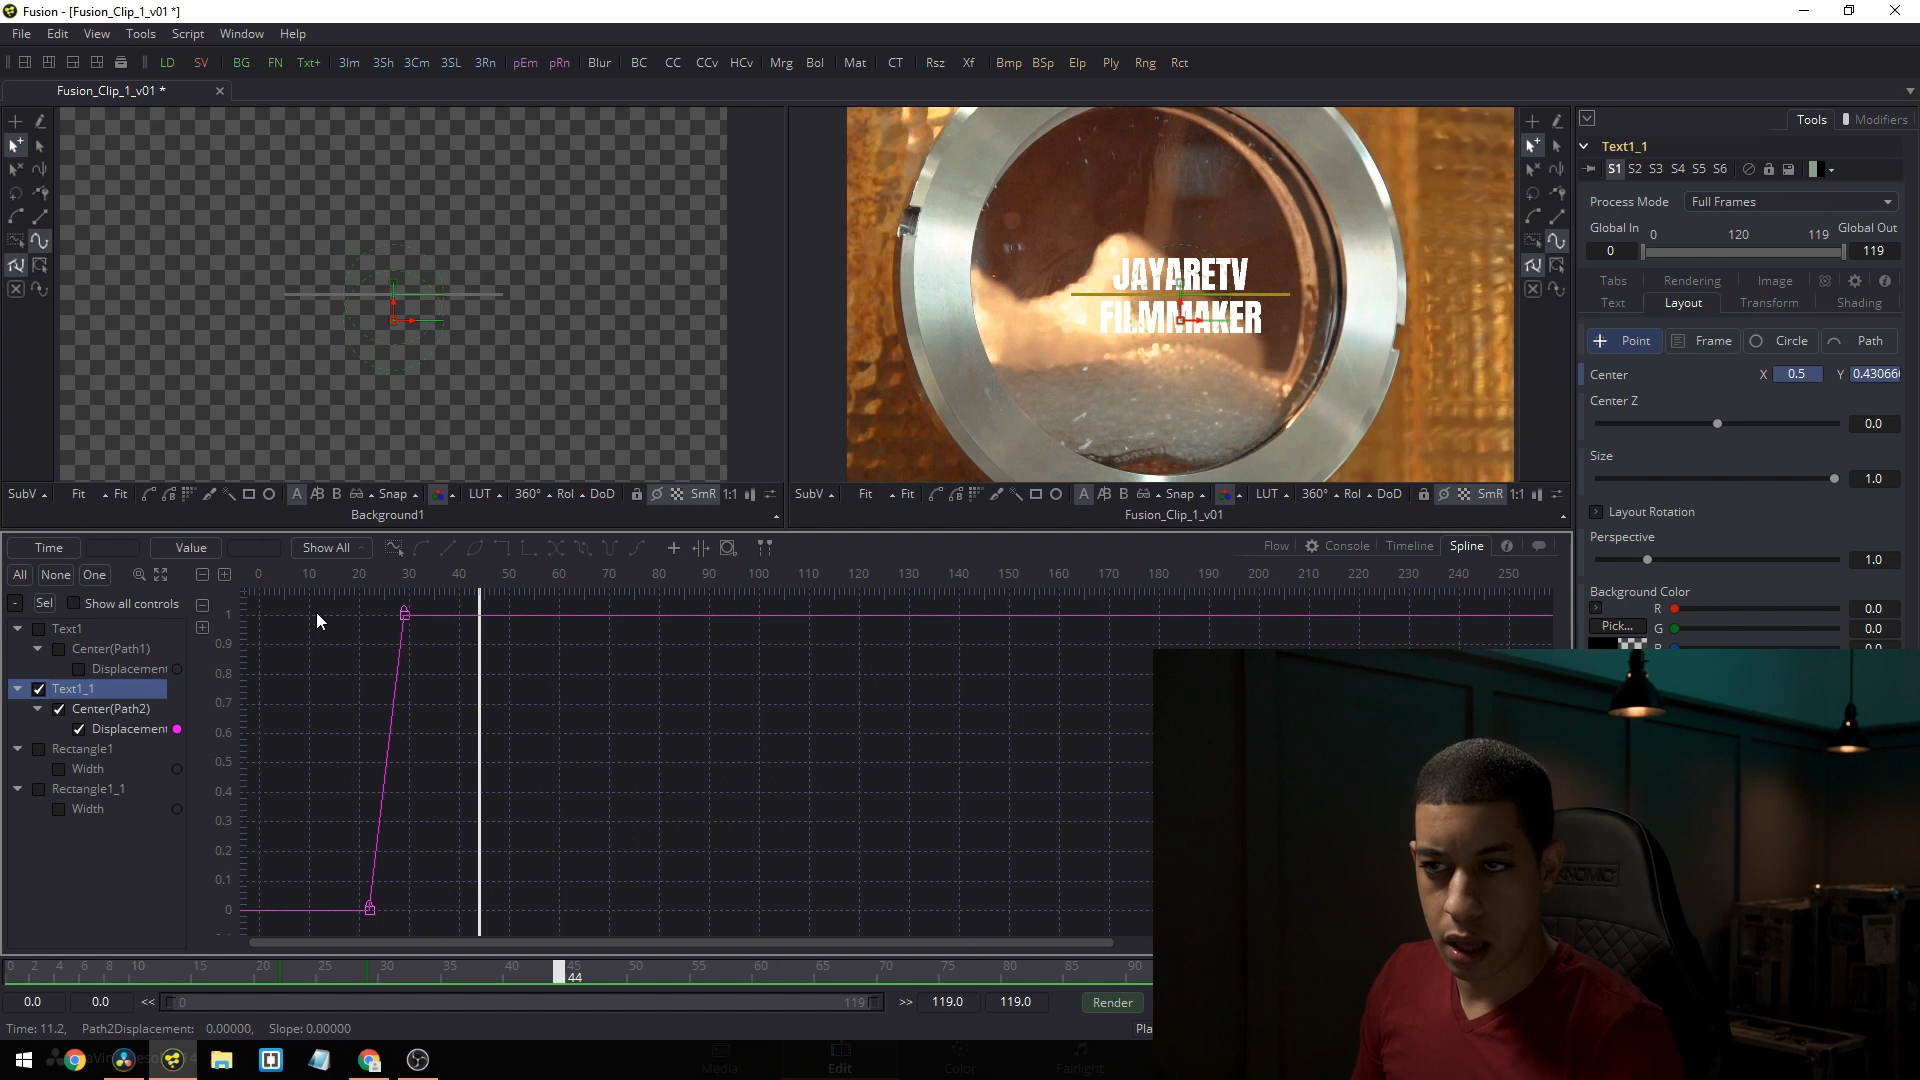 Fusion - [Fusion_Clip_1_v01 *]
File Edit View Tools Script Window Help
LD SV BG FN Txt+ 3Im 3Sh 3Cm 3SL 3Rn pEm pRn Blur BC CC CCv HCv Mrg Bol Mat CT Rsz Xf Bmp BSp Elp Ply Rng Rct
Fusion_Clip_1_v01 *
JAYARETV
FILMMAKER
SubV Fit Fit A B Snap LUT 360° RoI DoD SmR 1:1
Background1
SubV Fit Fit A B Snap LUT 360° RoI DoD SmR 1:1
Fusion_Clip_1_v01
Tools Modifiers
Text1_1
S1 S2 S3 S4 S5 S6
Process Mode Full Frames
Global In 0 120 119 Global Out
0 119
Tabs Rendering Image
Text Layout Transform Shading
Point Frame Circle Path
Center X 0.5 Y 0.43066
Center Z
0.0
Size
1.0
Layout Rotation
Perspective
1.0
Background Color
R 0.0
Pick... G 0.0
Time Value Show All Flow Console Timeline Spline
All None One 0 10 20 30 40 50 60 70 80 90 100 110 120 130 140 150 160 170 180 190 200 210 220 230 240 250
- Sel Show all controls
Text1
Center(Path1)
Displacement
Text1_1
Center(Path2)
Displacement
Rectangle1
Width
Rectangle1_1
Width
1
0.9
0.8
0.7
0.6
0.5
0.4
0.3
0.2
0.1
0
0 2 4 6 8 10 15 20 25 30 35 40 45 50 55 60 65 70 75 80 85 90
44
0.0 0.0 << 0 119 >> 119.0 119.0 Render
Time: 11.2, Path2Displacement: 0.00000, Slope: 0.00000 Pla
Media Edit Color Fairlight